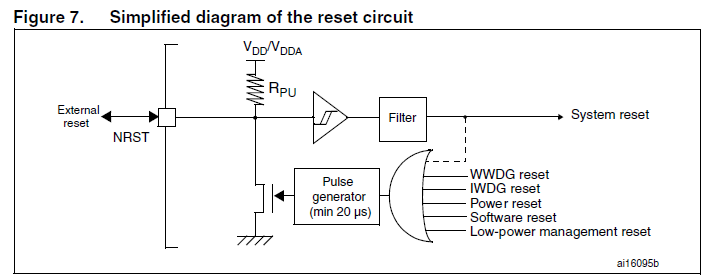 Figure 7. Simplified diagram of the reset circuit
VDD/VDDA
RPU
External
reset
NRST
Filter
System reset
Pulse
generator
(min 20 µs)
WWDG reset
IWDG reset
Power reset
Software reset
Low-power management reset
ai16095b